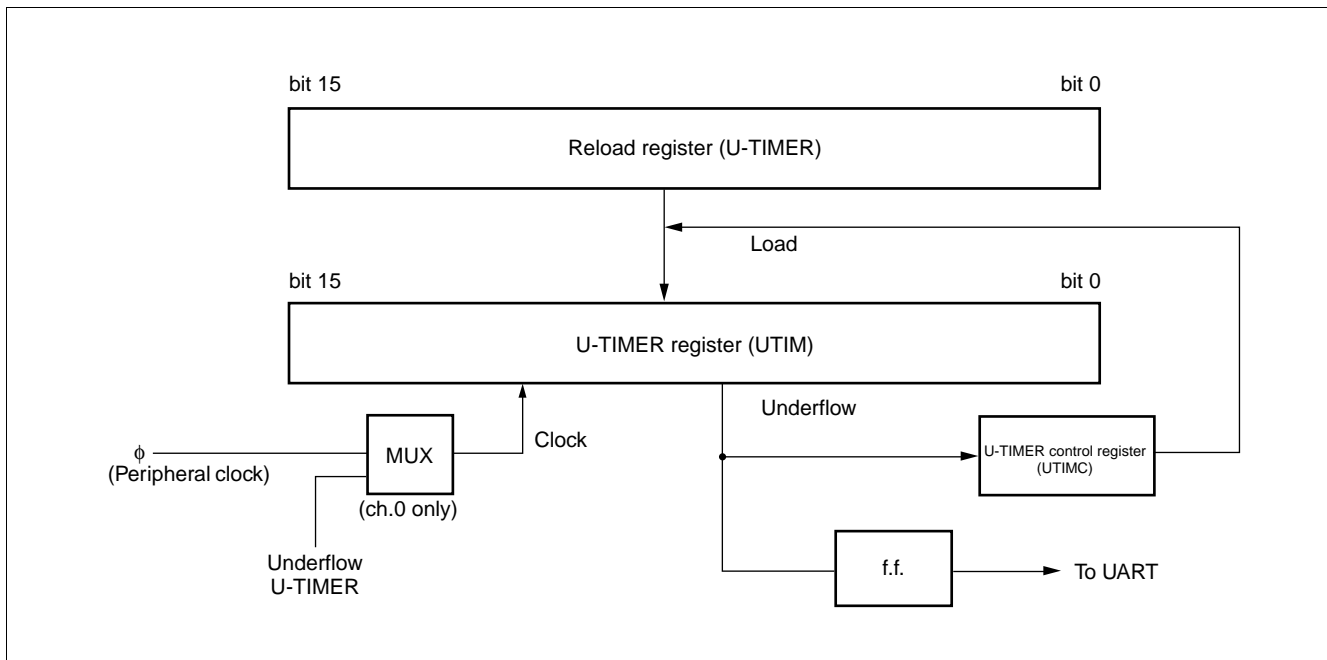 bit 15
bit 0
Reload register (U-TIMER)
Load
bit 15
bit 0
U-TIMER register (UTIM)
Underflow
Clock
ϕ
(Peripheral clock)
MUX
(ch.0 only)
U-TIMER control register
(UTIMC)
Underflow
U-TIMER
f.f.
To UART